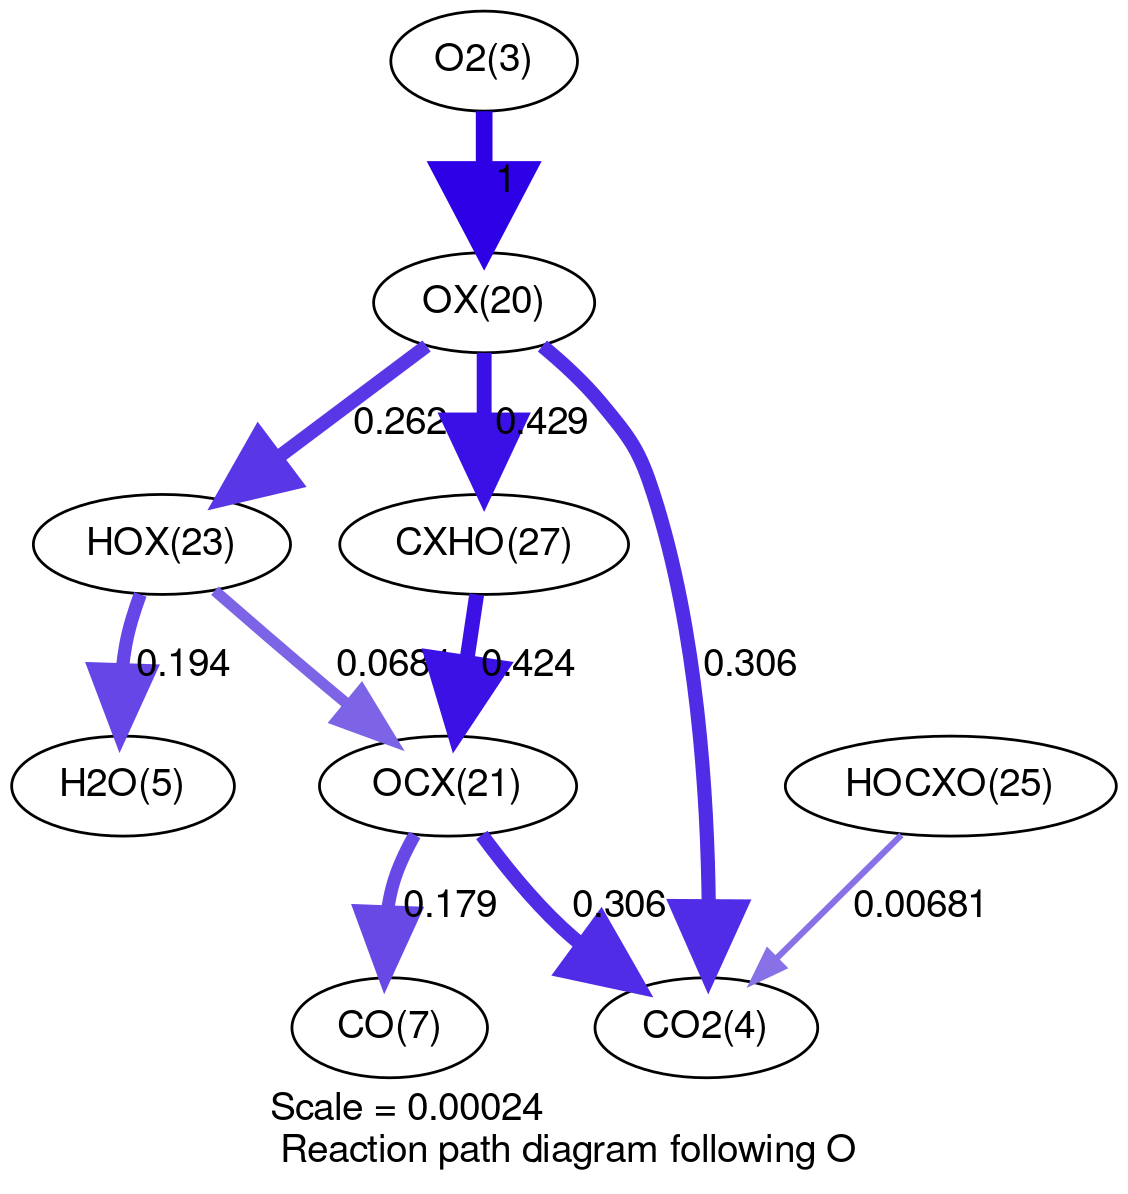 O2(3)
1
OX(20)
0.262
0.429
HOX(23)
CXHO(27)
0.194
0.424
0.306
H2O(5)
OCX(21)
HOCXO(25)
0.179
0.306
0.00681
CO(7)
CO2(4)
Scale = 0.00024
Reaction path diagram following O